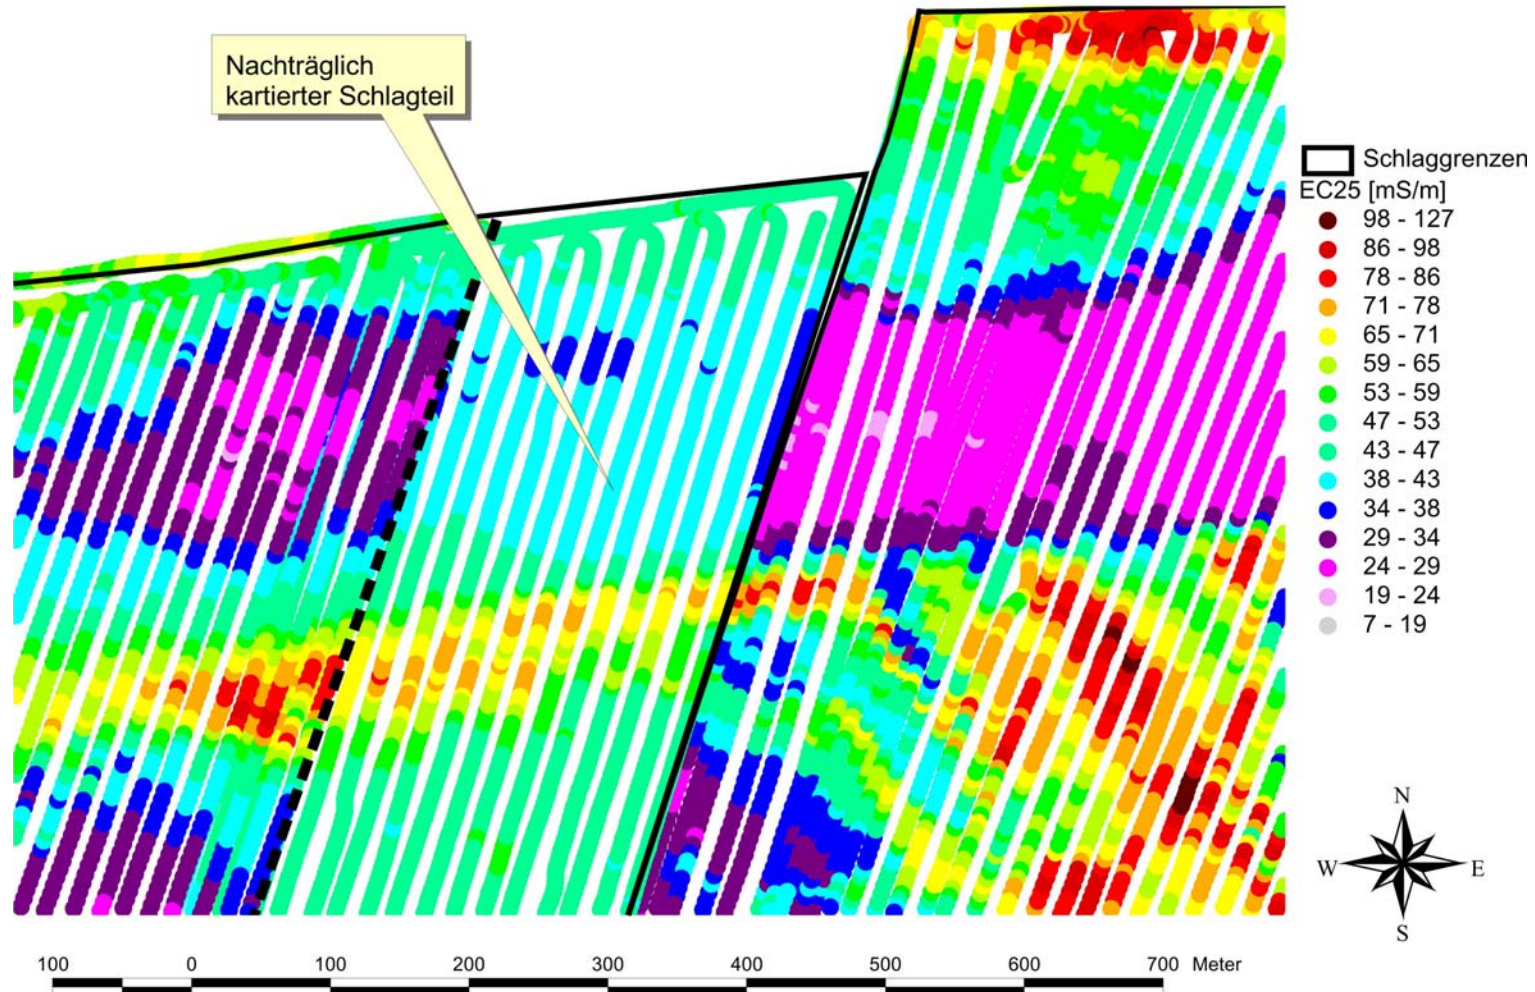 Nachträglich
kartierter Schlagteil
Schlaggrenzen
EC25 [mS/m]
98 - 127
86 - 98
78 - 86
71 - 78
65 - 71
59 - 65
53 - 59
47 - 53
43 - 47
38 - 43
34 - 38
29 - 34
24 - 29
19 - 24
7 - 19
N
W E
S
100 0 100 200 300 400 500 600 700 Meter